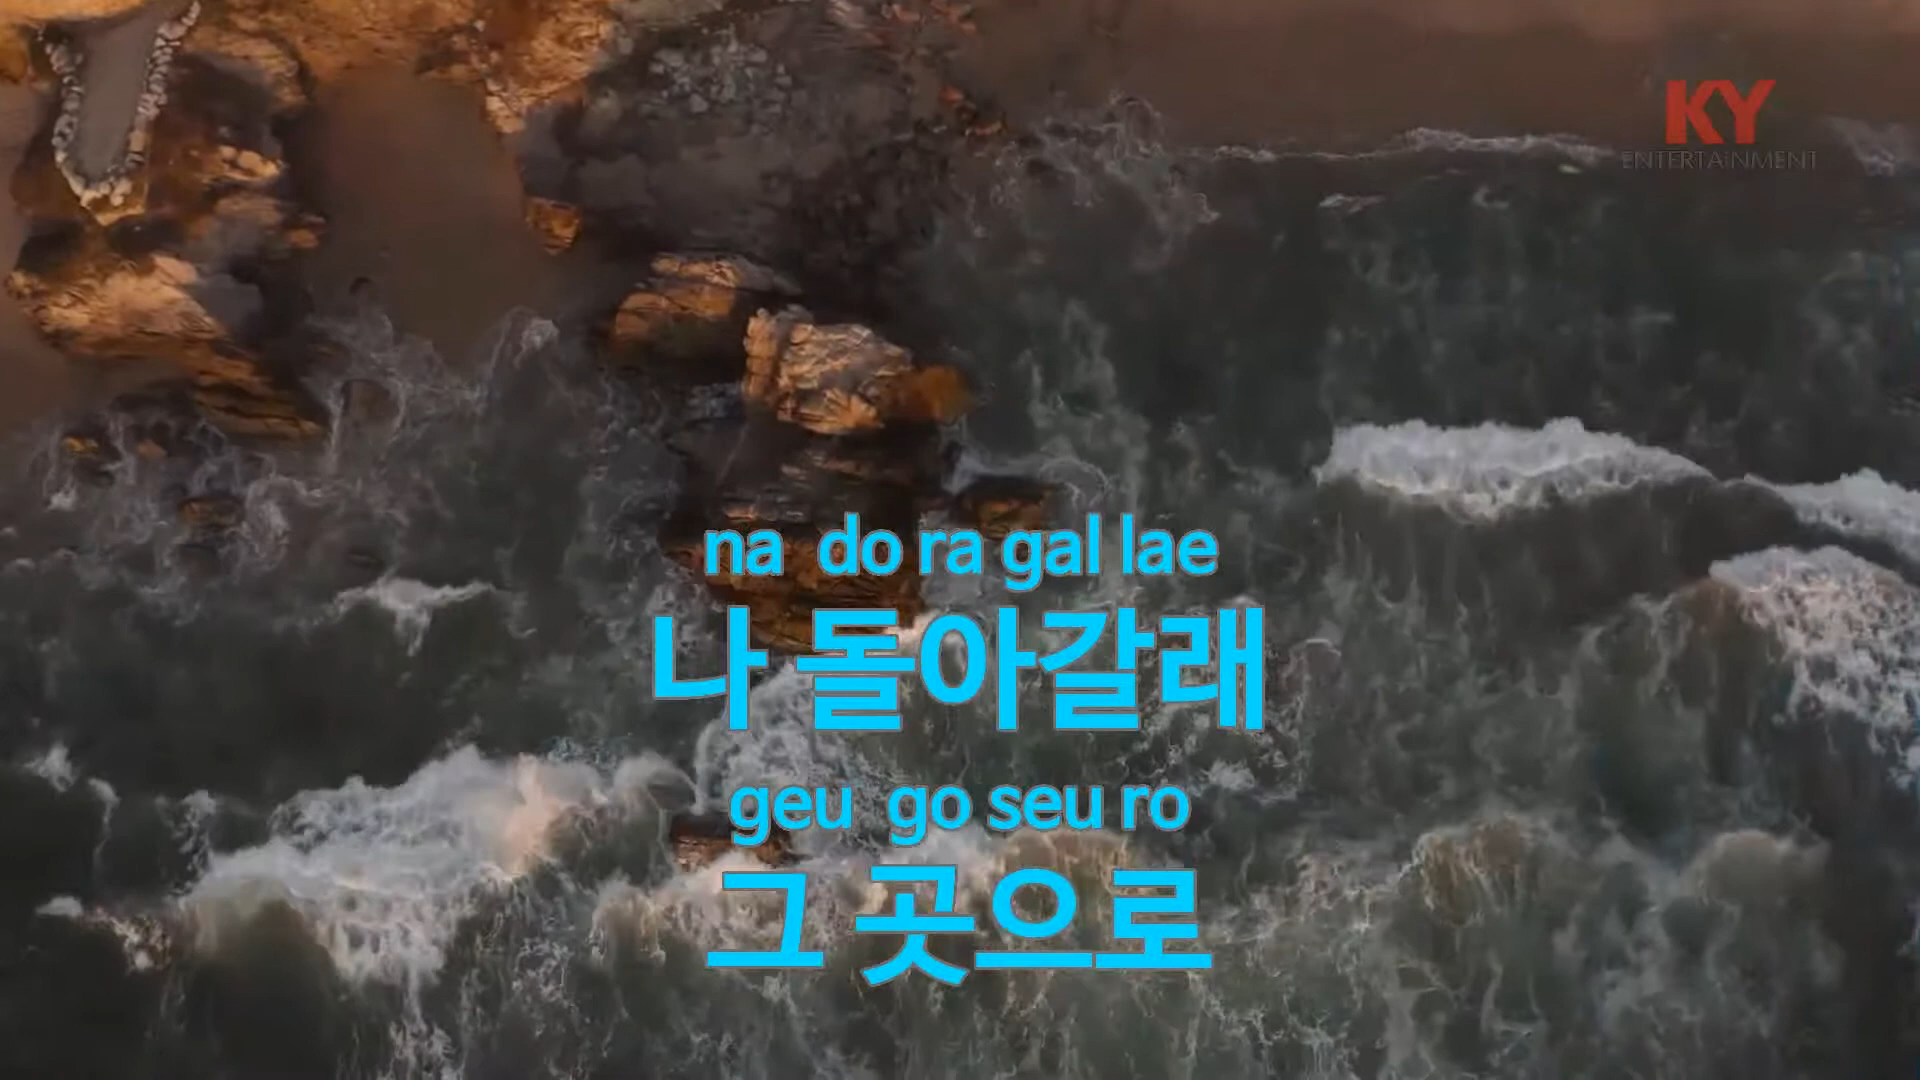 KY
ENTERTAINMENT
na do ra gal lae
나 돌아갈래
geu go seu ro
그 곳으로